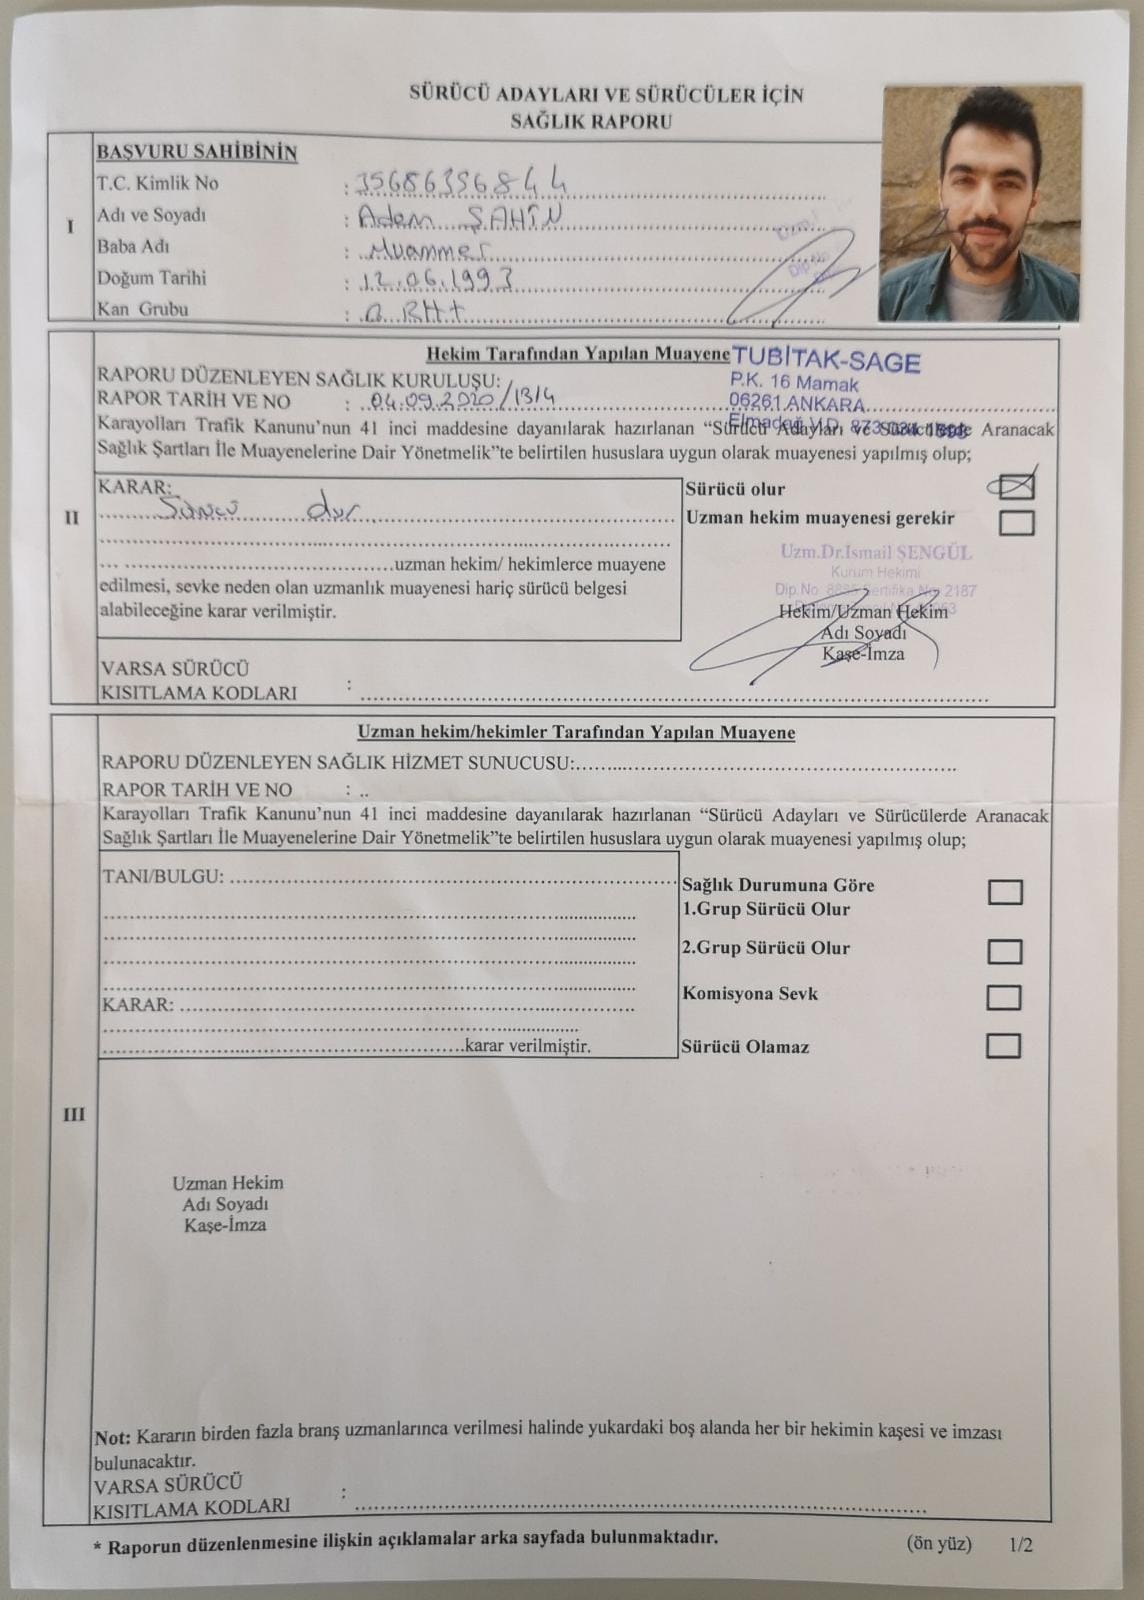 SÜRÜCÜ ADAYLARI VE SÜRÜCÜLER İÇİN
SAĞLIK RAPORU
I
BAŞVURU SAHİBİNİN
T.C. Kimlik No : 35686356844
Adı ve Soyadı : Adem ŞAHİN
Baba Adı : Muammer
Doğum Tarihi : 12.06.1993
Kan Grubu : RH+
Dip.No
II
Hekim Tarafından Yapılan Muayene
TUBİTAK-SAGE
P.K. 16 Mamak
06261 ANKARA
Elmadağ V.D. 873
RAPORU DÜZENLEYEN SAĞLIK KURULUŞU:
RAPOR TARİH VE NO : 04.09.2020/1314
Karayolları Trafik Kanunu'nun 41 inci maddesine dayanılarak hazırlanan “Sürücü Adayları ve Sürücülerde Aranacak
Sağlık Şartları İle Muayenelerine Dair Yönetmelik”te belirtilen hususlara uygun olarak muayenesi yapılmış olup;
KARAR:
Sürücü olur
uzman hekim/ hekimlerce muayene
edilmesi, sevke neden olan uzmanlık muayenesi hariç sürücü belgesi
alabileceğine karar verilmiştir.
Sürücü olur
Uzman hekim muayenesi gerekir
Uzm.Dr.İsmail ŞENGÜL
Kurum Hekimi
Dip.No Sertifika No: 2187
Hekim/Uzman Hekim
Adı Soyadı
Kaşe-İmza
VARSA SÜRÜCÜ
KISITLAMA KODLARI :
III
Uzman hekim/hekimler Tarafından Yapılan Muayene
RAPORU DÜZENLEYEN SAĞLIK HİZMET SUNUCUSU:
RAPOR TARİH VE NO : ..
Karayolları Trafik Kanunu'nun 41 inci maddesine dayanılarak hazırlanan “Sürücü Adayları ve Sürücülerde Aranacak
Sağlık Şartları İle Muayenelerine Dair Yönetmelik”te belirtilen hususlara uygun olarak muayenesi yapılmış olup;
TANI/BULGU:
KARAR:
karar verilmiştir.
Sağlık Durumuna Göre
1.Grup Sürücü Olur
2.Grup Sürücü Olur
Komisyona Sevk
Sürücü Olamaz
Uzman Hekim
Adı Soyadı
Kaşe-İmza
Not: Kararın birden fazla branş uzmanlarınca verilmesi halinde yukardaki boş alanda her bir hekimin kaşesi ve imzası
bulunacaktır.
VARSA SÜRÜCÜ
KISITLAMA KODLARI :
* Raporun düzenlenmesine ilişkin açıklamalar arka sayfada bulunmaktadır. (ön yüz) 1/2